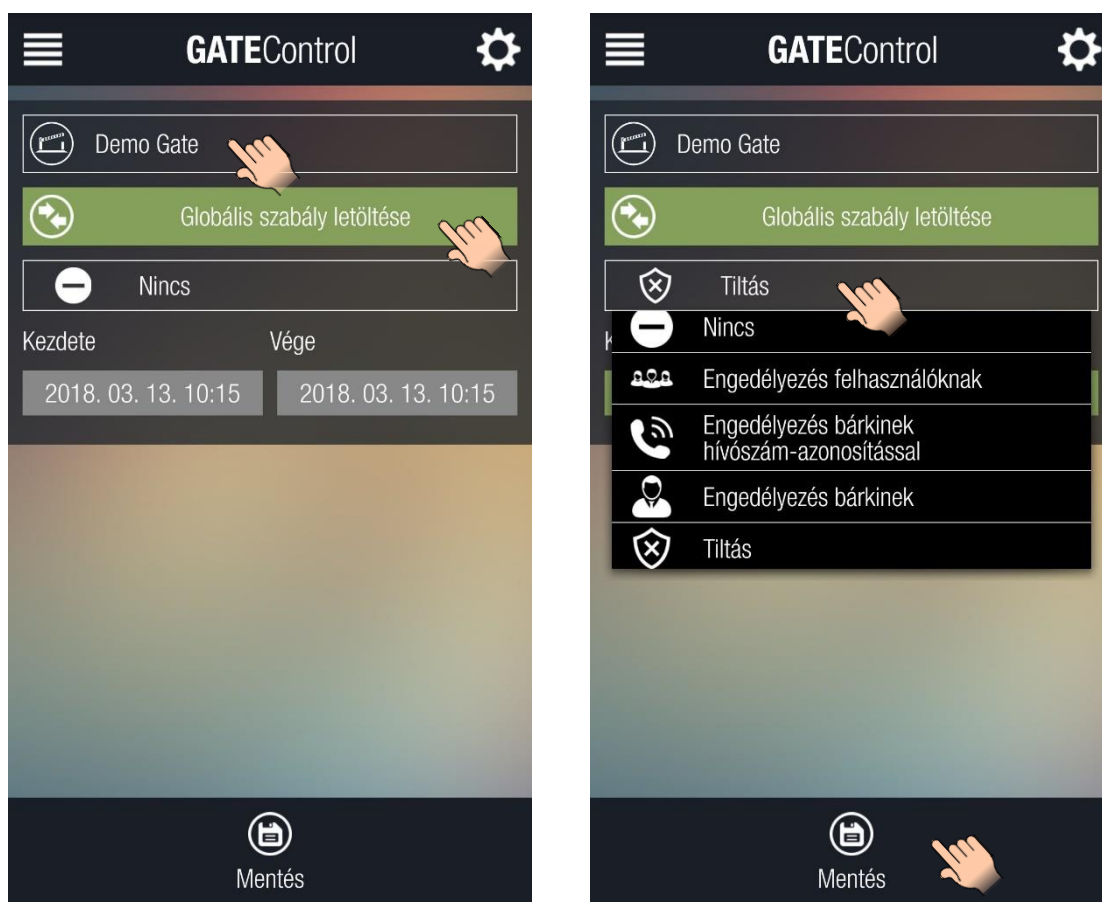 GATEControl
Demo Gate
Globális szabály letöltése
Nincs
Kezdete Vége
2018. 03. 13. 10:15 2018. 03. 13. 10:15
Mentés
GATEControl
Demo Gate
Globális szabály letöltése
Tiltás
Nincs
Engedélyezés felhasználóknak
Engedélyezés bárkinek
hívószám-azonosítással
Engedélyezés bárkinek
Tiltás
Mentés